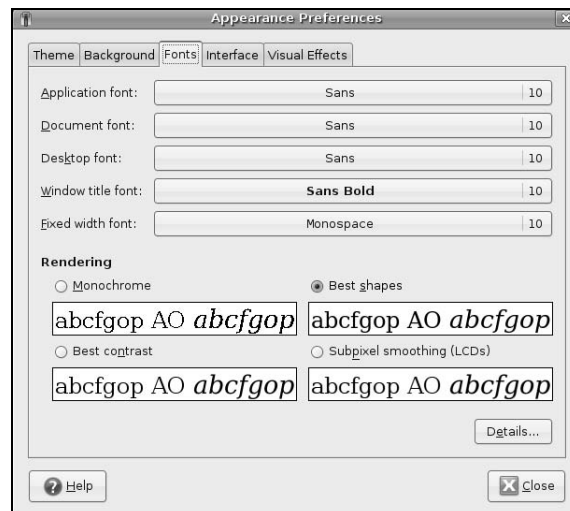 Appearance Preferences
Theme Background Fonts Interface Visual Effects
Application font: Sans 10
Document font: Sans 10
Desktop font: Sans 10
Window title font: Sans Bold 10
Fixed width font: Monospace 10
Rendering
Monochrome Best shapes
abcfgop AO abcfgop abcfgop AO abcfgop
Best contrast Subpixel smoothing (LCDs)
abcfgop AO abcfgop abcfgop AO abcfgop
Details...
Help Close